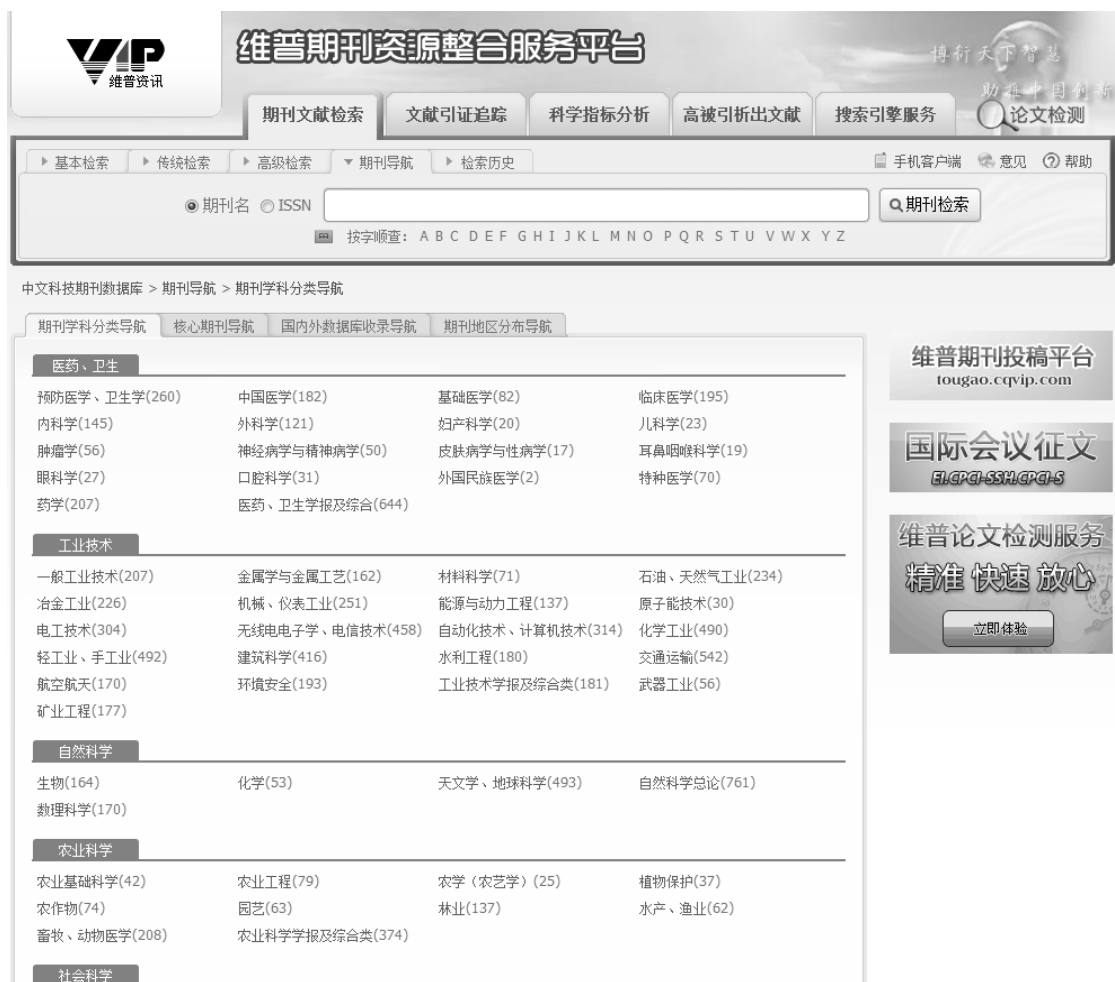 VIP
维普资讯
维普期刊资源整合服务平台
博衍天下智慧
助推中国创新
期刊文献检索 文献引证追踪 科学指标分析 高被引析出文献 搜索引擎服务 论文检测
基本检索 传统检索 高级检索 期刊导航 检索历史 手机客户端 意见 帮助
期刊名 ISSN 期刊检索
按字顺查: A B C D E F G H I J K L M N O P Q R S T U V W X Y Z
中文科技期刊数据库 > 期刊导航 > 期刊学科分类导航
期刊学科分类导航 核心期刊导航 国内外数据库收录导航 期刊地区分布导航
医药、卫生
预防医学、卫生学(260) 中国医学(182) 基础医学(82) 临床医学(195)
内科学(145) 外科学(121) 妇产科学(20) 儿科学(23)
肿瘤学(56) 神经病学与精神病学(50) 皮肤病学与性病学(17) 耳鼻咽喉科学(19)
眼科学(27) 口腔科学(31) 外国民族医学(2) 特种医学(70)
药学(207) 医药、卫生学报及综合(644)
工业技术
一般工业技术(207) 金属学与金属工艺(162) 材料科学(71) 石油、天然气工业(234)
冶金工业(226) 机械、仪表工业(251) 能源与动力工程(137) 原子能技术(30)
电工技术(304) 无线电电子学、电信技术(458) 自动化技术、计算机技术(314) 化学工业(490)
轻工业、手工业(492) 建筑科学(416) 水利工程(180) 交通运输(542)
航空航天(170) 环境安全(193) 工业技术学报及综合类(181) 武器工业(56)
矿业工程(177)
自然科学
生物(164) 化学(53) 天文学、地球科学(493) 自然科学总论(761)
数理科学(170)
农业科学
农业基础科学(42) 农业工程(79) 农学（农艺学）(25) 植物保护(37)
农作物(74) 园艺(63) 林业(137) 水产、渔业(62)
畜牧、动物医学(208) 农业科学学报及综合类(374)
社会科学
维普期刊投稿平台
tougao.cqvip.com
国际会议征文
EI,CPCI-SSH,CPCI-S
维普论文检测服务
精准 快速 放心
立即体验